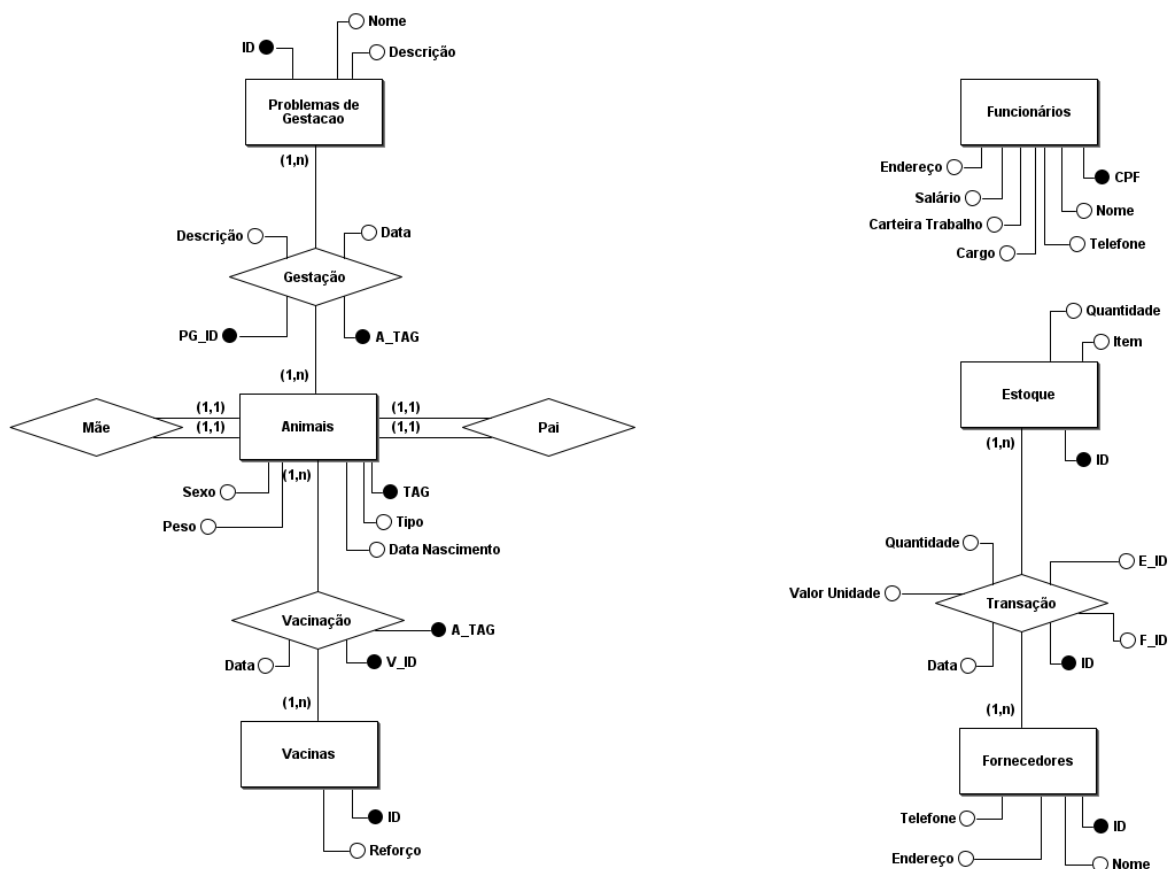 Nome
ID
Descrição
Problemas de
Gestacao
(1,n)
Descrição
Data
Gestação
PG_ID
A_TAG
(1,n)
Mãe
(1,1)
(1,1)
Animais
(1,1)
(1,1)
Pai
(1,n)
Sexo
TAG
Peso
Tipo
Data Nascimento
Vacinação
A_TAG
Data
V_ID
(1,n)
Vacinas
ID
Reforço
Funcionários
Endereço
CPF
Salário
Nome
Carteira Trabalho
Telefone
Cargo
Quantidade
Item
Estoque
(1,n)
ID
Quantidade
E_ID
Valor Unidade
Transação
F_ID
Data
ID
(1,n)
Fornecedores
Telefone
ID
Endereço
Nome